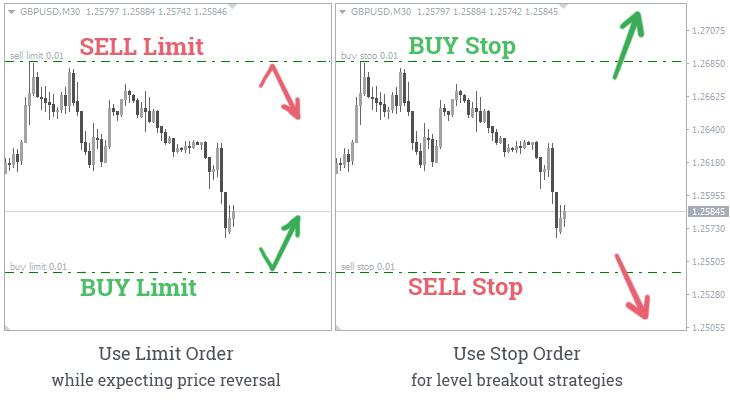 GBPUSD,M30 1.25797 1.25884 1.25742 1.25846
sell limit 0.01
SELL Limit
buy limit 0.01
BUY Limit
GBPUSD,M30 1.25797 1.25884 1.25742 1.25845
buy stop 0.01
BUY Stop
sell stop 0.01
SELL Stop
1.27075
1.26850
1.26625
1.26400
1.26180
1.25955
1.25845
1.25730
1.25505
1.25280
1.25055
Use Limit Order
while expecting price reversal
Use Stop Order
for level breakout strategies